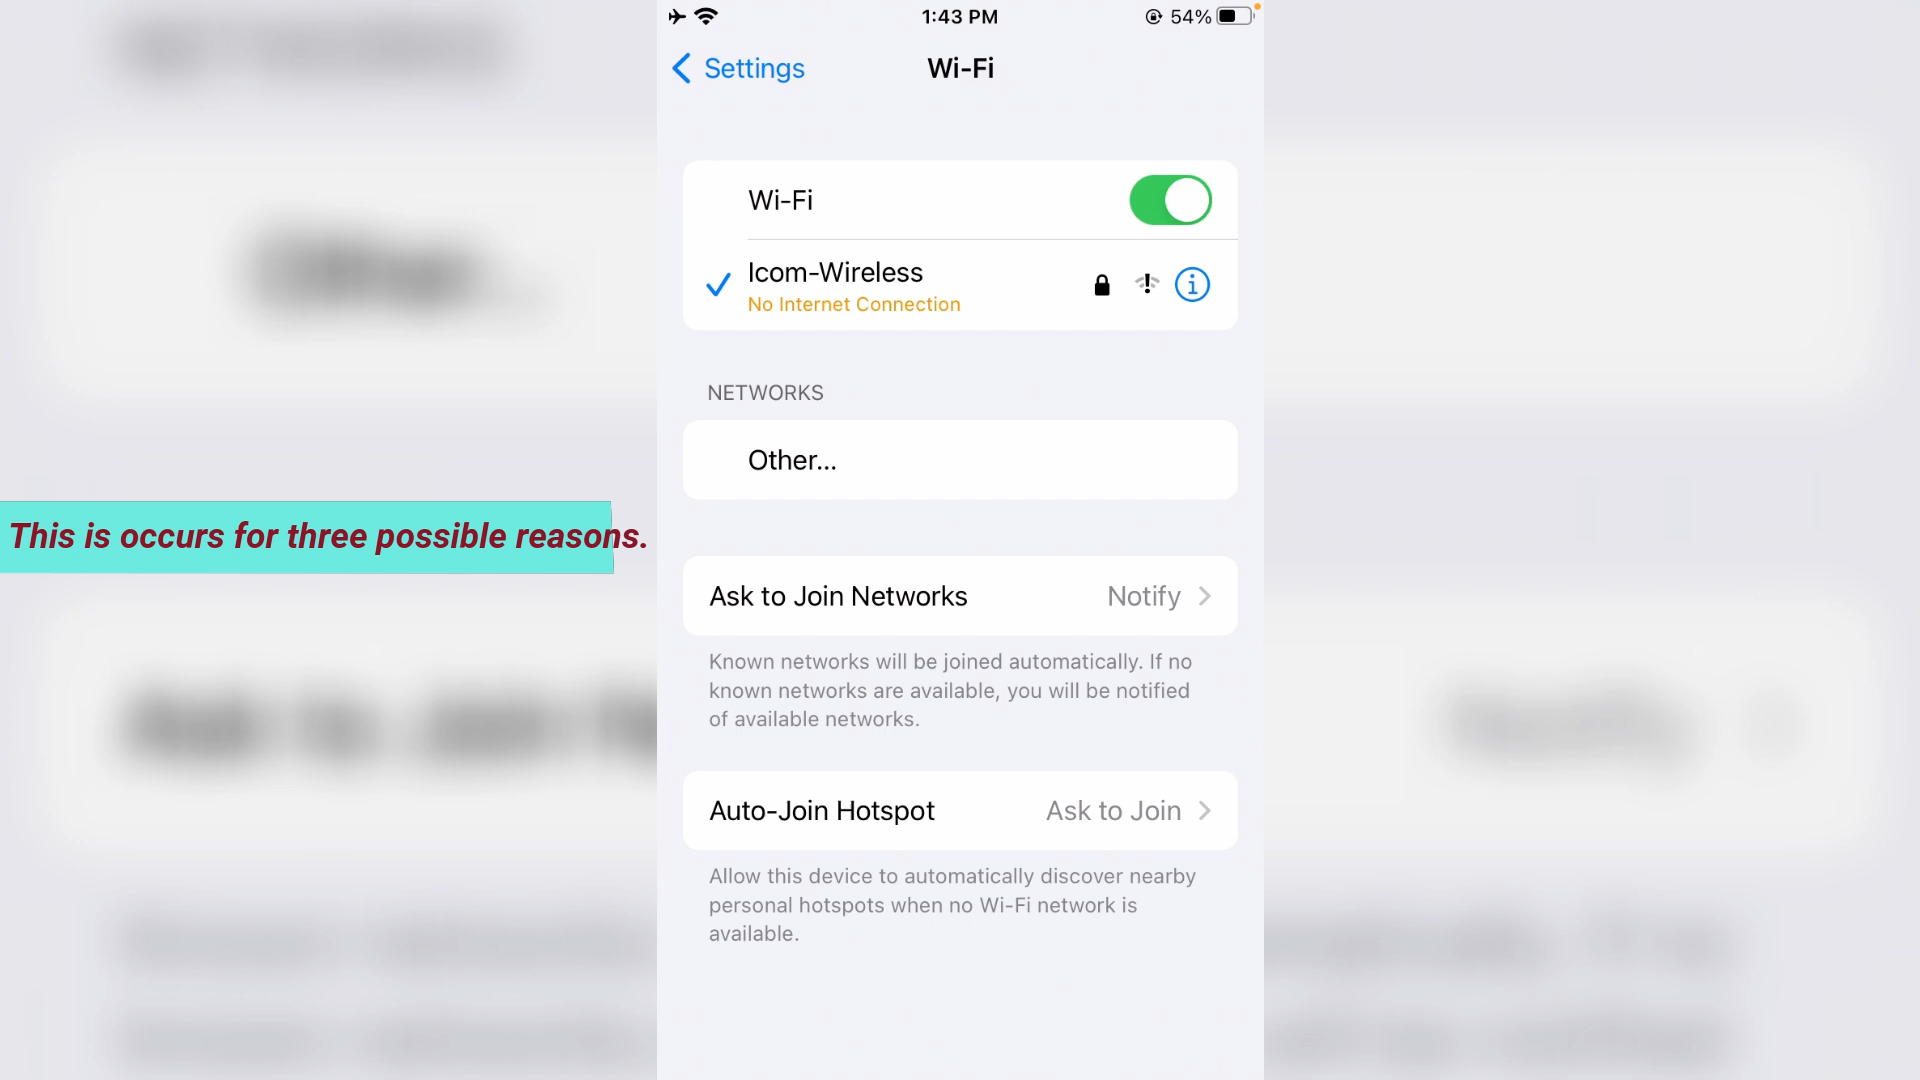 1:43 PM
54%
Settings
Wi-Fi
Wi-Fi
Icom-Wireless
No Internet Connection
NETWORKS
Other...
This is occurs for three possible reasons.
Ask to Join Networks Notify
Known networks will be joined automatically. If no
known networks are available, you will be notified
of available networks.
Auto-Join Hotspot Ask to Join
Allow this device to automatically discover nearby
personal hotspots when no Wi-Fi network is
available.